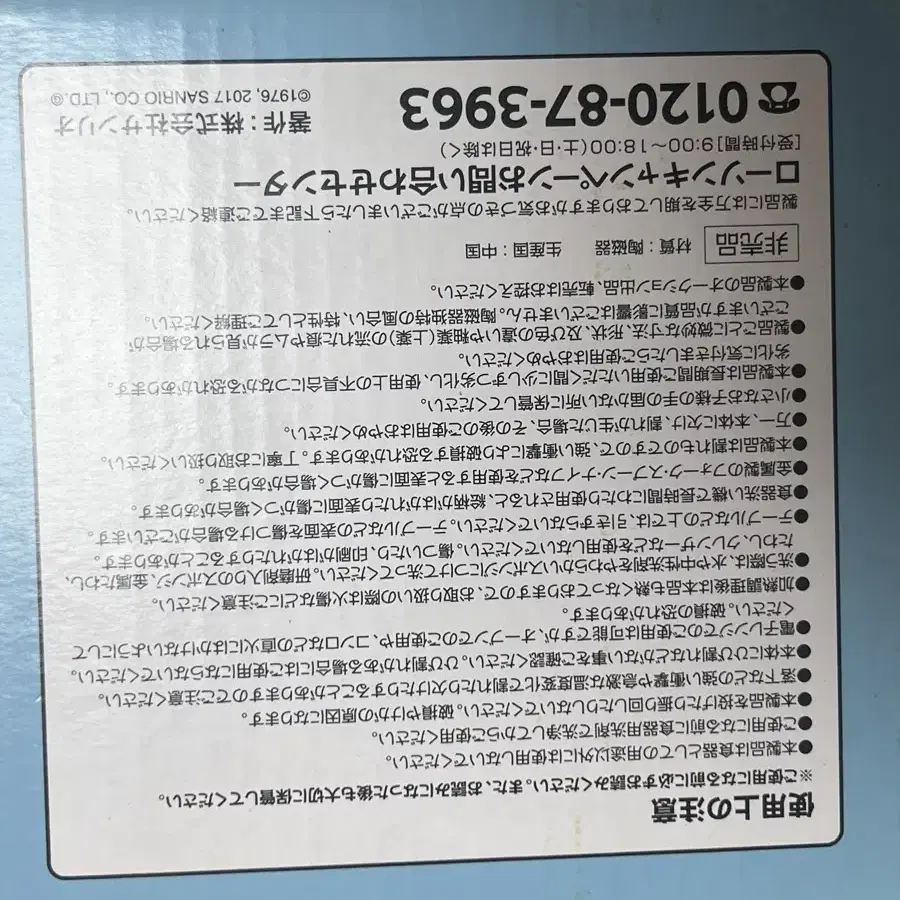 使用上の注意
※ご使用になる前に必ずお読みください。また、お読みになった後も大切に保管してください。
●本製品は食器としての用途以外には使用しないでください。
●ご使用になる前に食器用洗剤で洗浄してからご使用ください。
●本製品を投げたり振り回したりしないでください。破損やけがの原因になります。
●落下などの強い衝撃や急激な温度変化で割れたり欠けたりすることがありますのでご注意ください。
●本体にひび割れなどがない事をご確認ください。ひび割れがある場合にはご使用にならないでください。
●電子レンジでのご使用は可能ですが、オーブンでのご使用や、コンロなどの直火にはかけないようにして
ください。破損の恐れがあります。
●加熱調理後は本品も熱くなっておりますので、お取り扱いの際は火傷などにご注意ください。
●洗う際は、水や中性洗剤をやわらかいスポンジにつけて洗ってください。研磨剤入りのスポンジ、金属たわし、
たわし、クレンザーなどを使用しないでください。傷ついたり、印刷がはがれたりすることがあります。
●テーブルなどの上では、引きずらないでください。テーブルなどの表面を傷つける場合がございます。
●食器洗い機で長時間にわたり使用されると、絵柄がはがれたり表面に傷がつく場合があります。
●金属製のフォーク・スプーン・ナイフなどを使用すると表面に傷がつく場合があります。
●本製品は割れものですので、強い衝撃により破損する恐れがあります。丁寧にお取り扱いください。
●万一、本体に欠け、割れが生じた場合、その後のご使用はおやめください。
●小さなお子様の手の届かない所に保管してください。
●本製品は長期間ご使用いただく間に少しずつ劣化し、使用上の不具合につながる恐れがあります。
劣化に気付きましたらご使用はおやめください。
●製品ごとに微妙な寸法、形状、及び色の違いや釉薬(上薬)の流れた痕やムラが見られる場合が
ございますが品質に影響はございません。陶磁器独特の風合い、特性としてご理解ください。
●本製品のオークション出品、転売はお控えください。
非売品 材質：陶磁器 生産国：中国
製品には万全を期しておりますがお気づきの点がございましたら下記までご連絡ください。
ローソンキャンペーンお問い合わせセンター
[受付時間]9:00～18:00(土・日・祝日は除く)
☎0120-87-3963
著作：株式会社サンリオ
©1976, 2017 SANRIO CO., LTD.Ⓖ